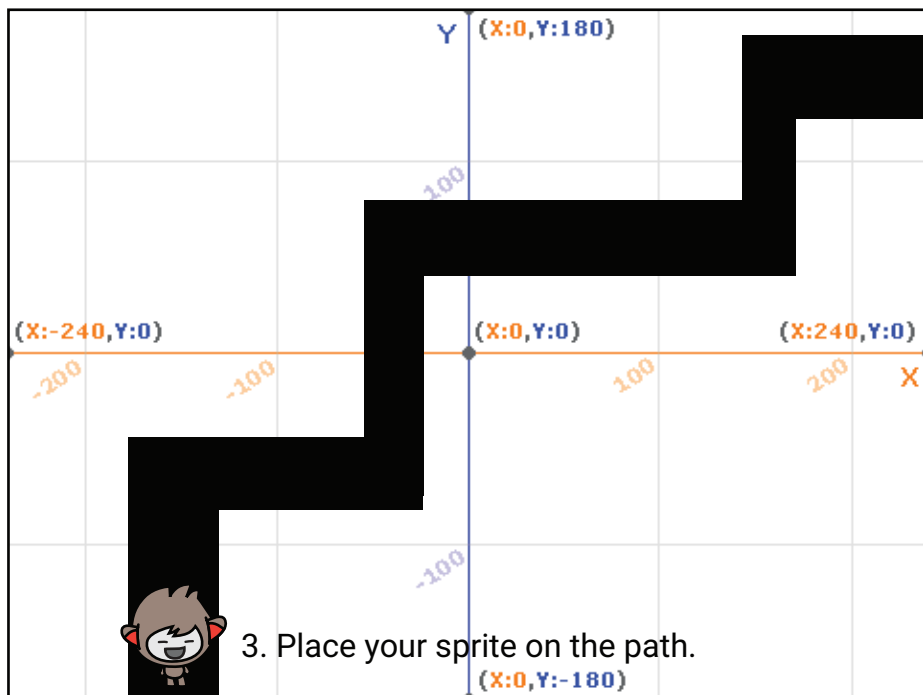 Y
(X:0,Y:180)
100
(X:-240,Y:0)
(X:0,Y:0)
(X:240,Y:0)
-200
-100
100
200
X
-100
3. Place your sprite on the path.
(X:0,Y:-180)